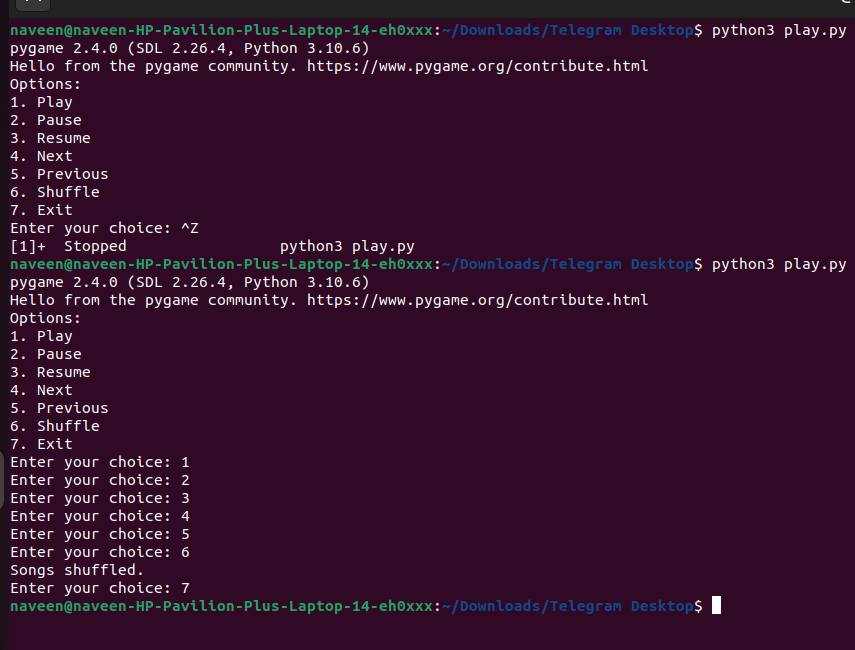 naveen@naveen-HP-Pavilion-Plus-Laptop-14-eh0xxx:~/Downloads/Telegram Desktop$ python3 play.py
pygame 2.4.0 (SDL 2.26.4, Python 3.10.6)
Hello from the pygame community. https://www.pygame.org/contribute.html
Options:
1. Play
2. Pause
3. Resume
4. Next
5. Previous
6. Shuffle
7. Exit
Enter your choice: ^Z
[1]+  Stopped                 python3 play.py
naveen@naveen-HP-Pavilion-Plus-Laptop-14-eh0xxx:~/Downloads/Telegram Desktop$ python3 play.py
pygame 2.4.0 (SDL 2.26.4, Python 3.10.6)
Hello from the pygame community. https://www.pygame.org/contribute.html
Options:
1. Play
2. Pause
3. Resume
4. Next
5. Previous
6. Shuffle
7. Exit
Enter your choice: 1
Enter your choice: 2
Enter your choice: 3
Enter your choice: 4
Enter your choice: 5
Enter your choice: 6
Songs shuffled.
Enter your choice: 7
naveen@naveen-HP-Pavilion-Plus-Laptop-14-eh0xxx:~/Downloads/Telegram Desktop$